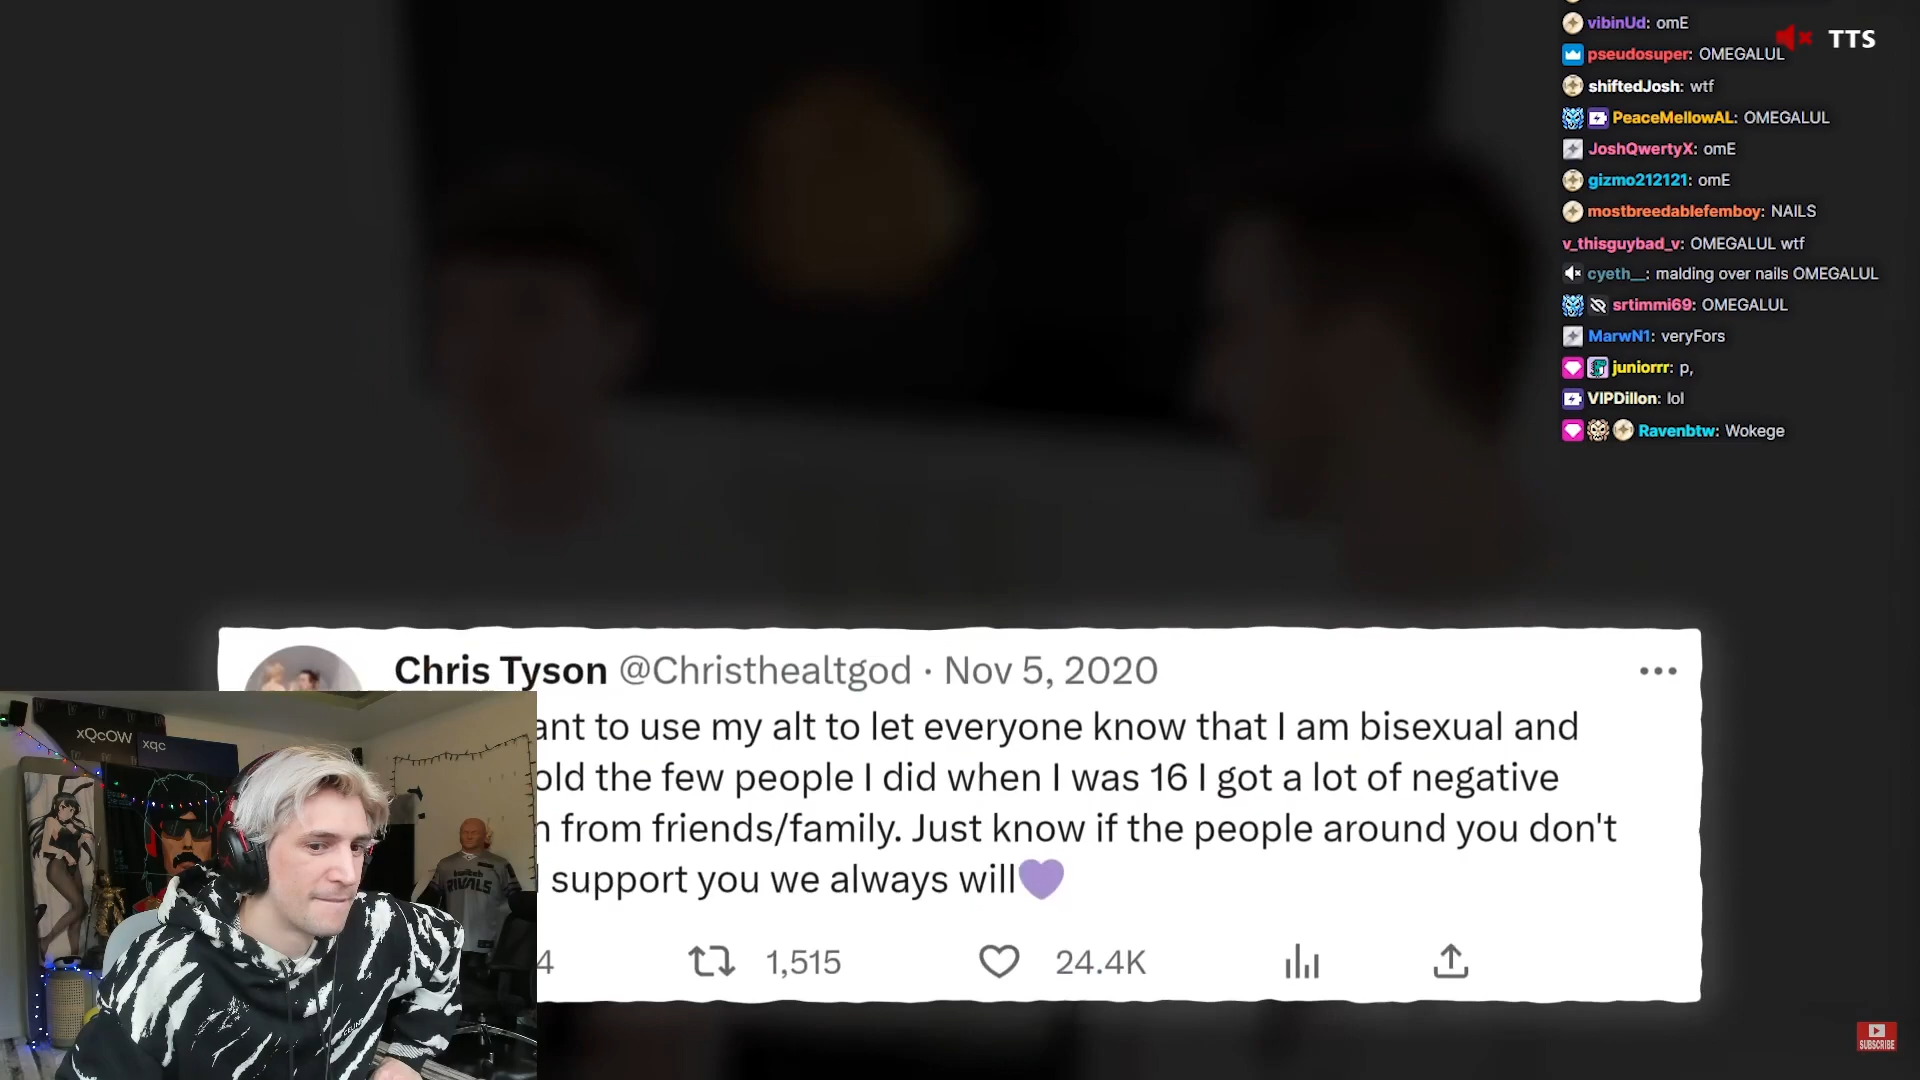 vibinUd: omE
TTS
pseudosuper: OMEGALUL
shiftedJosh: wtf
PeaceMellowAL: OMEGALUL
JoshQwertyX: omE
gizmo212121: omE
mostbreedablefemboy: NAILS
v_thisguybad_v: OMEGALUL wtf
cyeth__: malding over nails OMEGALUL
srtimmi69: OMEGALUL
MarwN1: veryFors
juniorrr: p,
VIPDillon: lol
Ravenbtw: Wokege
Chris Tyson @Christhealtgod · Nov 5, 2020
ant to use my alt to let everyone know that I am bisexual and
old the few people I did when I was 16 I got a lot of negative
n from friends/family. Just know if the people around you don't
support you we always will💜
4 1,515 24.4K
xQcOW
xqc
twitch
RIVALS
SUBSCRIBE